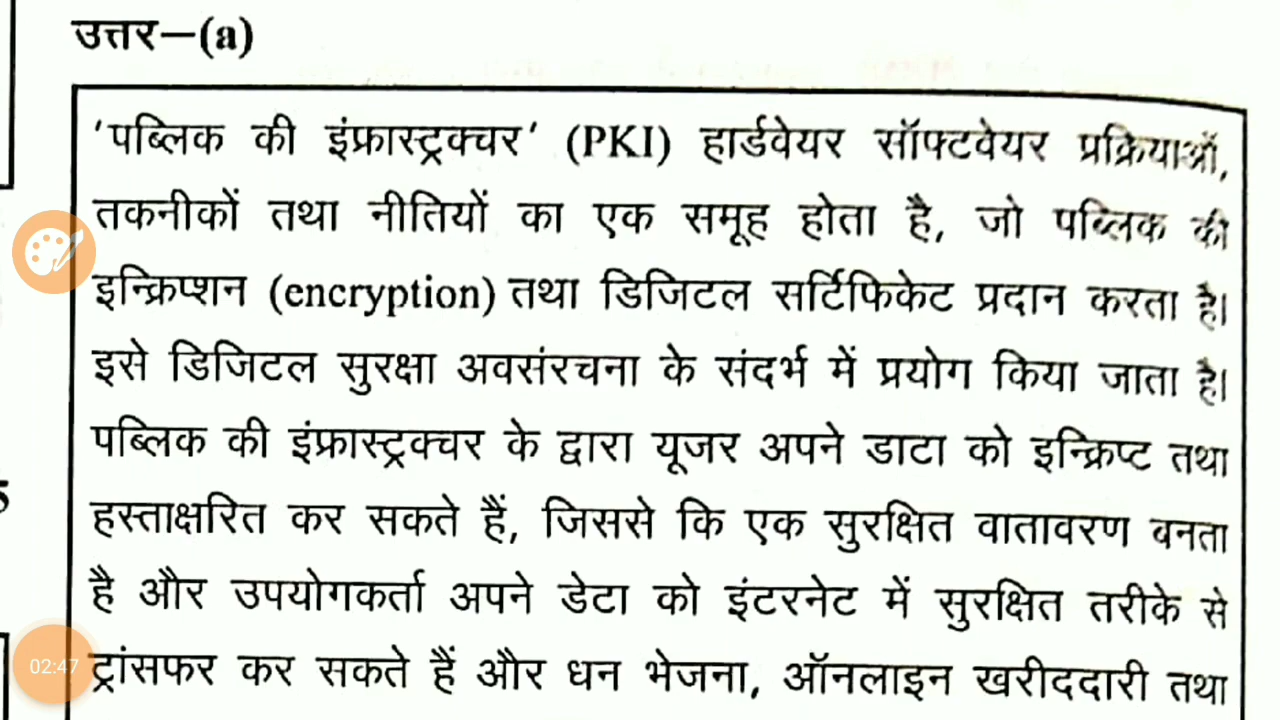 उत्तर—(a)
'पब्लिक की इंफ्रास्ट्रक्चर' (PKI) हार्डवेयर सॉफ्टवेयर प्रक्रियाओं,
तकनीकों तथा नीतियों का एक समूह होता है, जो पब्लिक की
इन्क्रिप्शन (encryption) तथा डिजिटल सर्टिफिकेट प्रदान करता है।
इसे डिजिटल सुरक्षा अवसंरचना के संदर्भ में प्रयोग किया जाता है।
पब्लिक की इंफ्रास्ट्रक्चर के द्वारा यूजर अपने डाटा को इन्क्रिप्ट तथा
हस्ताक्षरित कर सकते हैं, जिससे कि एक सुरक्षित वातावरण बनता
है और उपयोगकर्ता अपने डेटा को इंटरनेट में सुरक्षित तरीके से
02:47
ट्रांसफर कर सकते हैं और धन भेजना, ऑनलाइन खरीददारी तथा